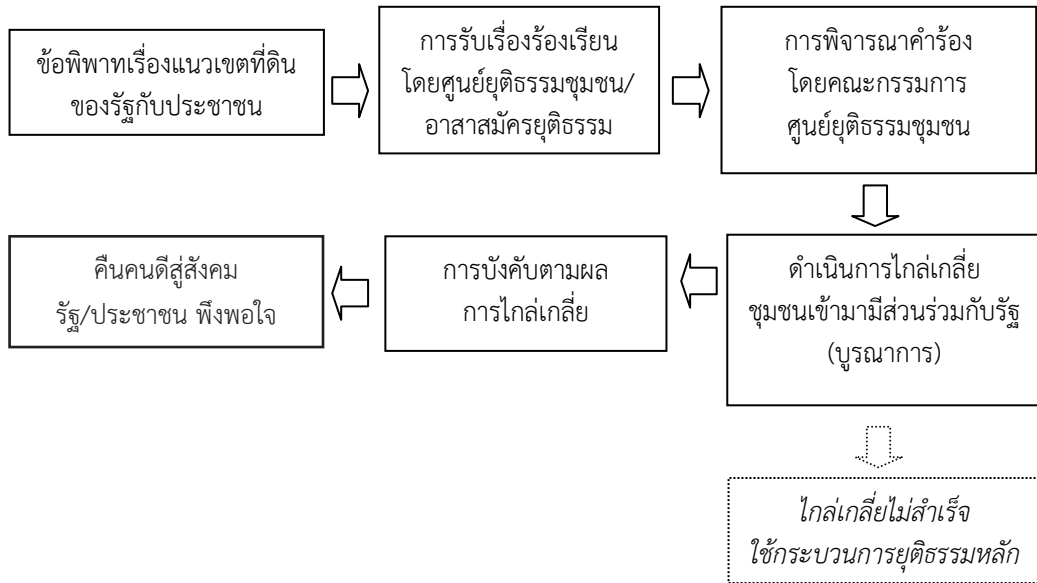 ข้อพิพาทเรื่องแนวเขตที่ดิน
ของรัฐกับประชาชน
การรับเรื่องร้องเรียน
โดยศูนย์ยุติธรรมชุมชน/
อาสาสมัครยุติธรรม
การพิจารณาคำร้อง
โดยคณะกรรมการ
ศูนย์ยุติธรรมชุมชน
ดำเนินการไกล่เกลี่ย
ชุมชนเข้ามามีส่วนร่วมกับรัฐ
(บูรณาการ)
การบังคับตามผล
การไกล่เกลี่ย
คืนคนดีสู่สังคม
รัฐ/ประชาชน พึงพอใจ
ไกล่เกลี่ยไม่สำเร็จ
ใช้กระบวนการยุติธรรมหลัก